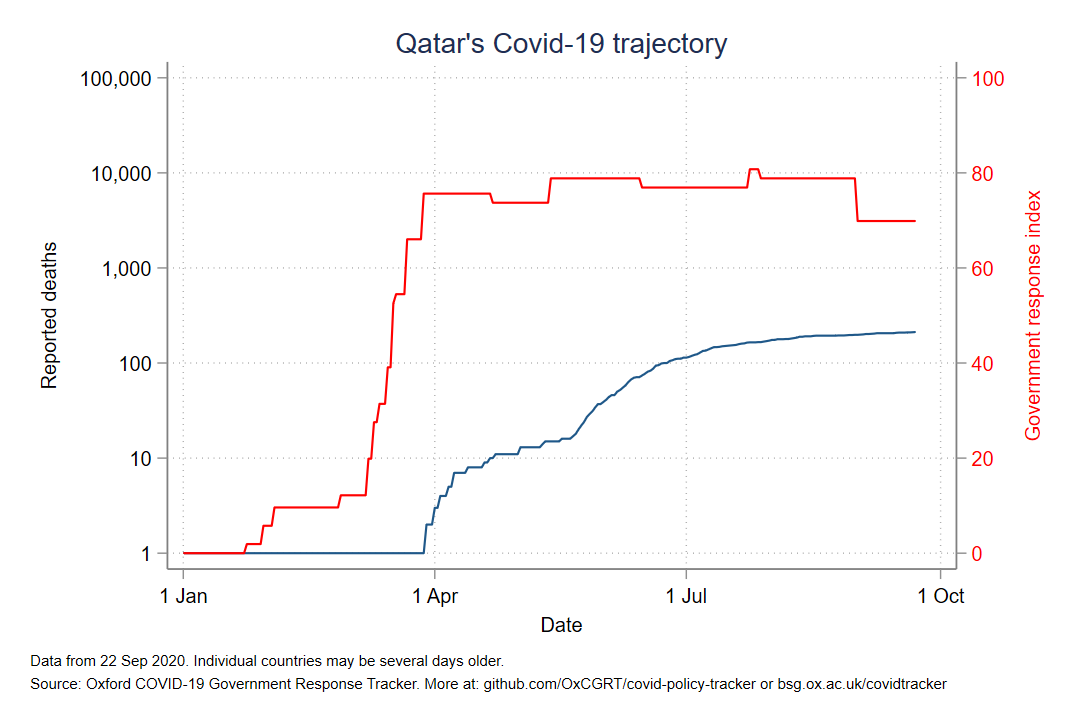 Qatar's Covid-19 trajectory
100,000
10,000
1,000
100
10
1
Reported deaths
100
80
60
40
20
0
Government response index
1 Jan
1 Apr
1 Jul
1 Oct
Date
Data from 22 Sep 2020. Individual countries may be several days older.
Source: Oxford COVID-19 Government Response Tracker. More at: github.com/OxCGRT/covid-policy-tracker or bsg.ox.ac.uk/covidtracker